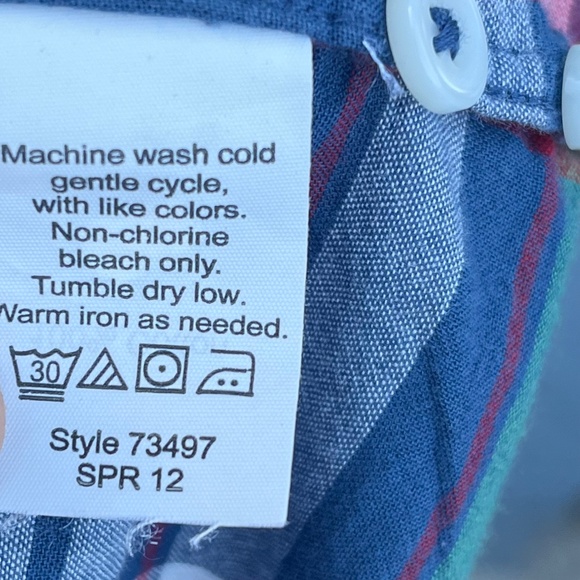 Machine wash cold
gentle cycle,
with like colors.
Non-chlorine
bleach only.
Tumble dry low.
Warm iron as needed.
30
Style 73497
SPR 12